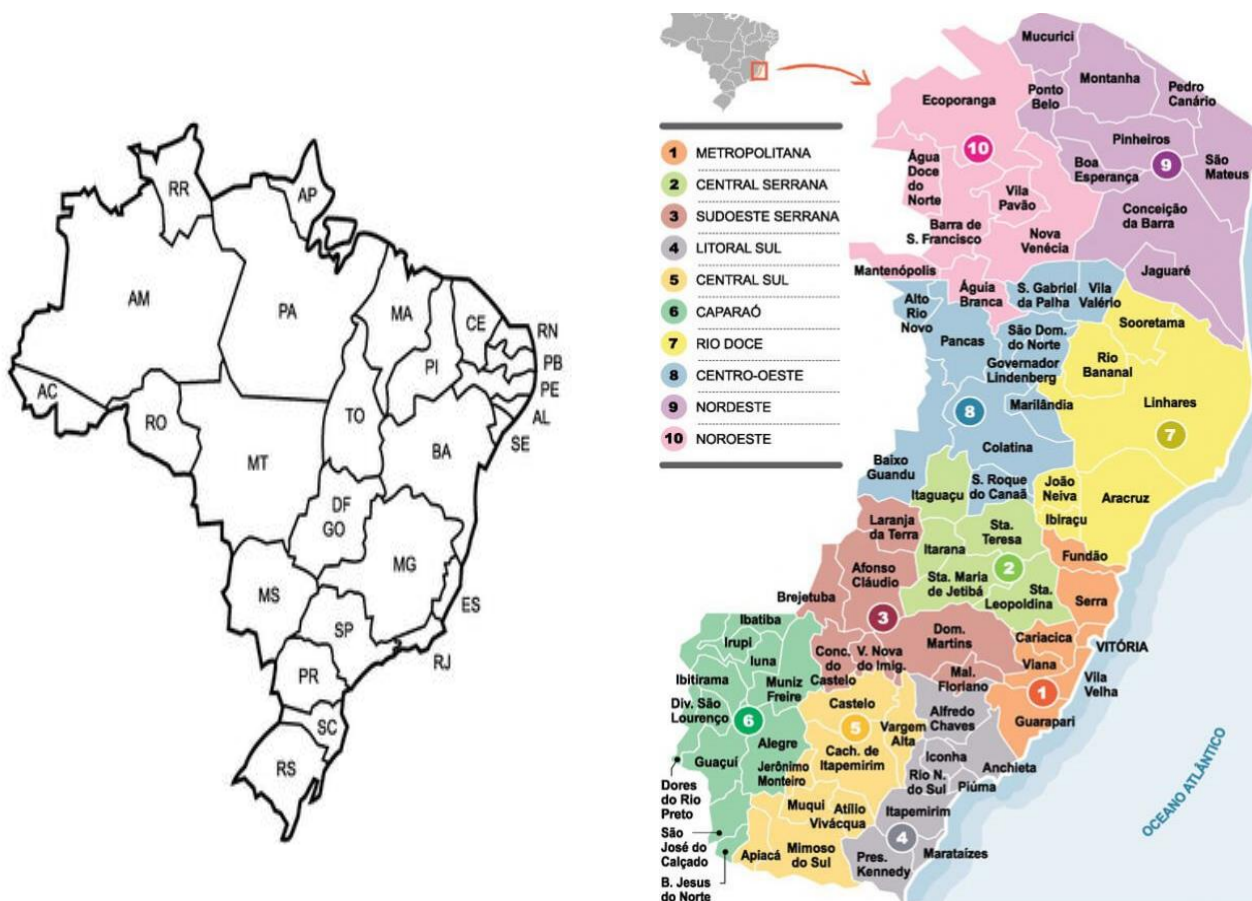 RR
AP
AM
PA
MA
CE
RN
PB
PE
AL
SE
PI
AC
RO
TO
BA
MT
DF
GO
MG
MS
ES
SP
RJ
PR
SC
RS
1 METROPOLITANA
2 CENTRAL SERRANA
3 SUDOESTE SERRANA
4 LITORAL SUL
5 CENTRAL SUL
6 CAPARAÓ
7 RIO DOCE
8 CENTRO-OESTE
9 NORDESTE
10 NOROESTE
Mucurici
Montanha
Ponto
Belo
Pedro
Canário
Ecoporanga
10
Pinheiros
9
Água
Doce
do
Norte
Boa
Esperança
São
Mateus
Vila
Pavão
Conceição
da Barra
Barra de
S. Francisco
Nova
Venécia
Mantenópolis
Águia
Branca
Jaguaré
Alto
Rio
Novo
S. Gabriel
da Palha
Vila
Valério
Sooretama
Pancas
São Dom.
do Norte
Governador
Lindenberg
Rio
Bananal
8
Marilândia
Linhares
7
Colatina
Baixo
Guandu
Itaguaçu
S. Roque
do Canaã
João
Neiva
Aracruz
Ibiraçu
Laranja
da Terra
Itarana
Sta.
Teresa
Fundão
2
Afonso
Cláudio
Sta. Maria
de Jetibá
Sta.
Leopoldina
Serra
Brejetuba
3
Ibatiba
Irupi
Iuna
Conc.
do
Castelo
V. Nova
do Imig.
Dom.
Martins
Cariacica
VITÓRIA
Viana
Vila
Velha
Ibitirama
Muniz
Freire
Mal.
Floriano
1
Guarapari
Div. São
Lourenço
6
Castelo
5
Vargem
Alta
Alfredo
Chaves
Alegre
Guaçuí
Jerônimo
Monteiro
Cach. de
Itapemirim
Iconha
Anchieta
Rio N.
do Sul
Piúma
Dores
do Rio
Preto
Muqui
Atílio
Vivácqua
Itapemirim
4
São
José do
Calçado
Apiacá
Mimoso
do Sul
Pres.
Kennedy
Marataízes
B. Jesus
do Norte
OCEANO ATLÂNTICO